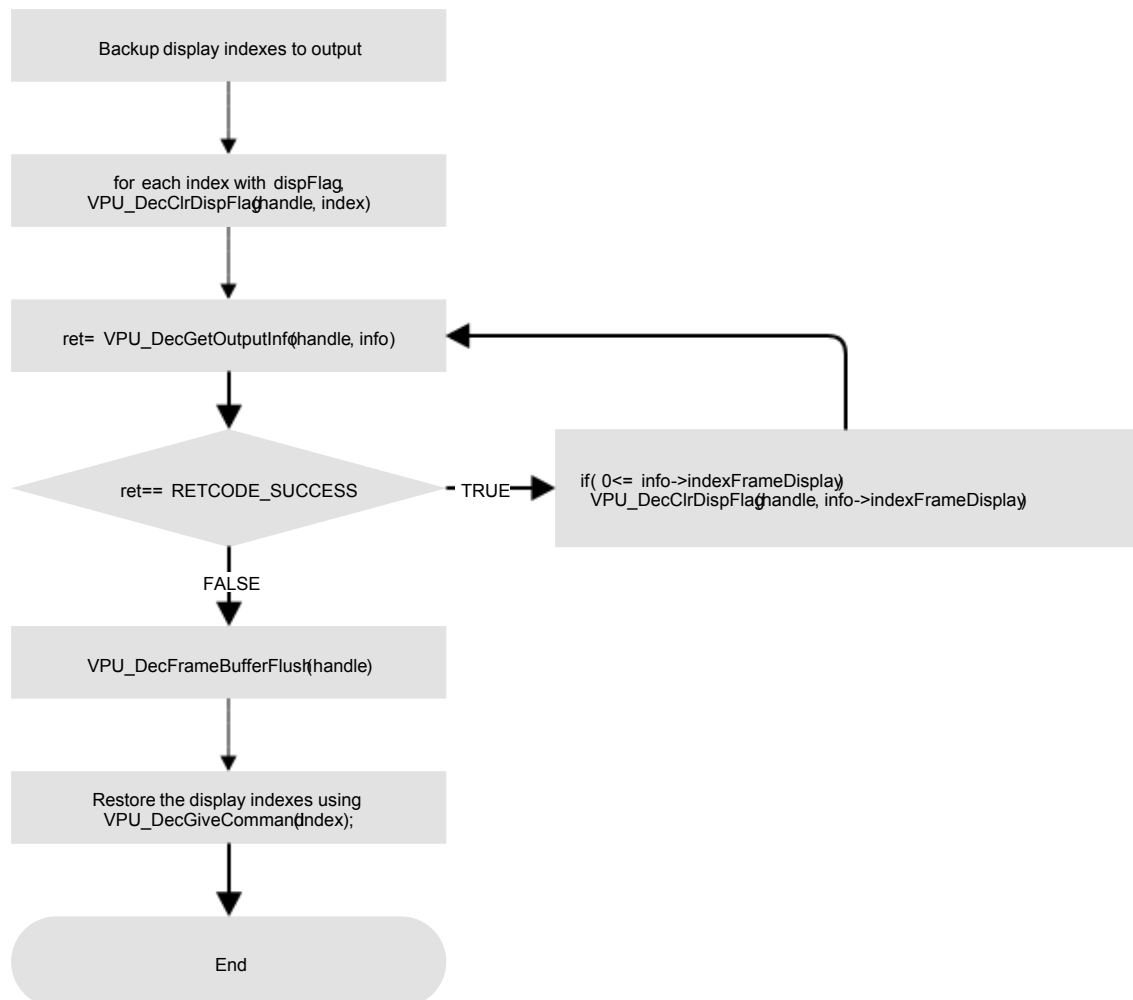 Backup display indexes to output
for each index with dispFlag,
VPU_DecClrDispFlag(handle, index)
ret= VPU_DecGetOutputInfo(handle, info)
ret== RETCODE_SUCCESS
TRUE
if( 0<= info->indexFrameDisplay)
VPU_DecClrDispFlag(handle, info->indexFrameDisplay)
FALSE
VPU_DecFrameBufferFlush(handle)
Restore the display indexes using
VPU_DecGiveCommand(index);
End